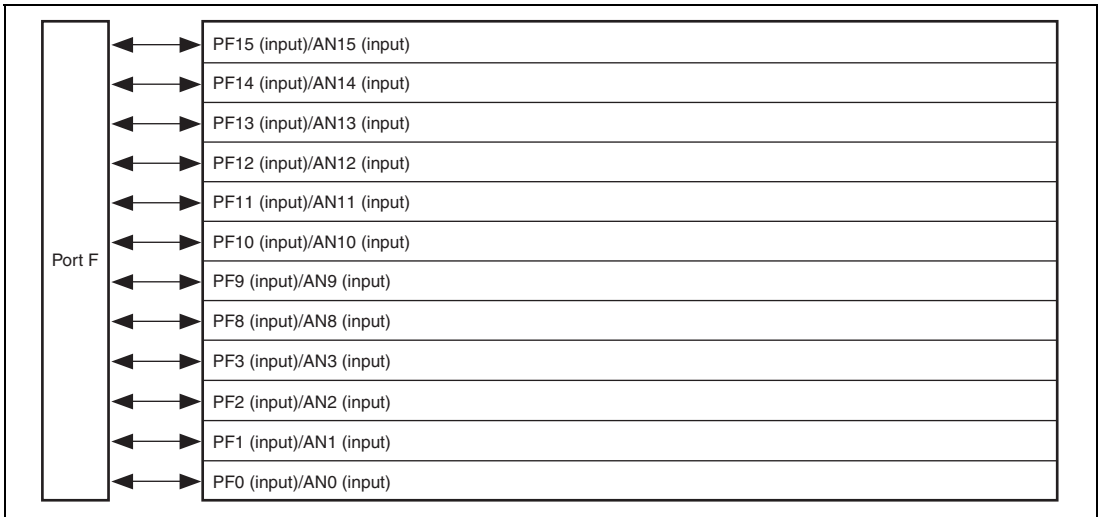 PF15 (input)/AN15 (input)
PF14 (input)/AN14 (input)
PF13 (input)/AN13 (input)
PF12 (input)/AN12 (input)
PF11 (input)/AN11 (input)
PF10 (input)/AN10 (input)
Port F
PF9 (input)/AN9 (input)
PF8 (input)/AN8 (input)
PF3 (input)/AN3 (input)
PF2 (input)/AN2 (input)
PF1 (input)/AN1 (input)
PF0 (input)/AN0 (input)